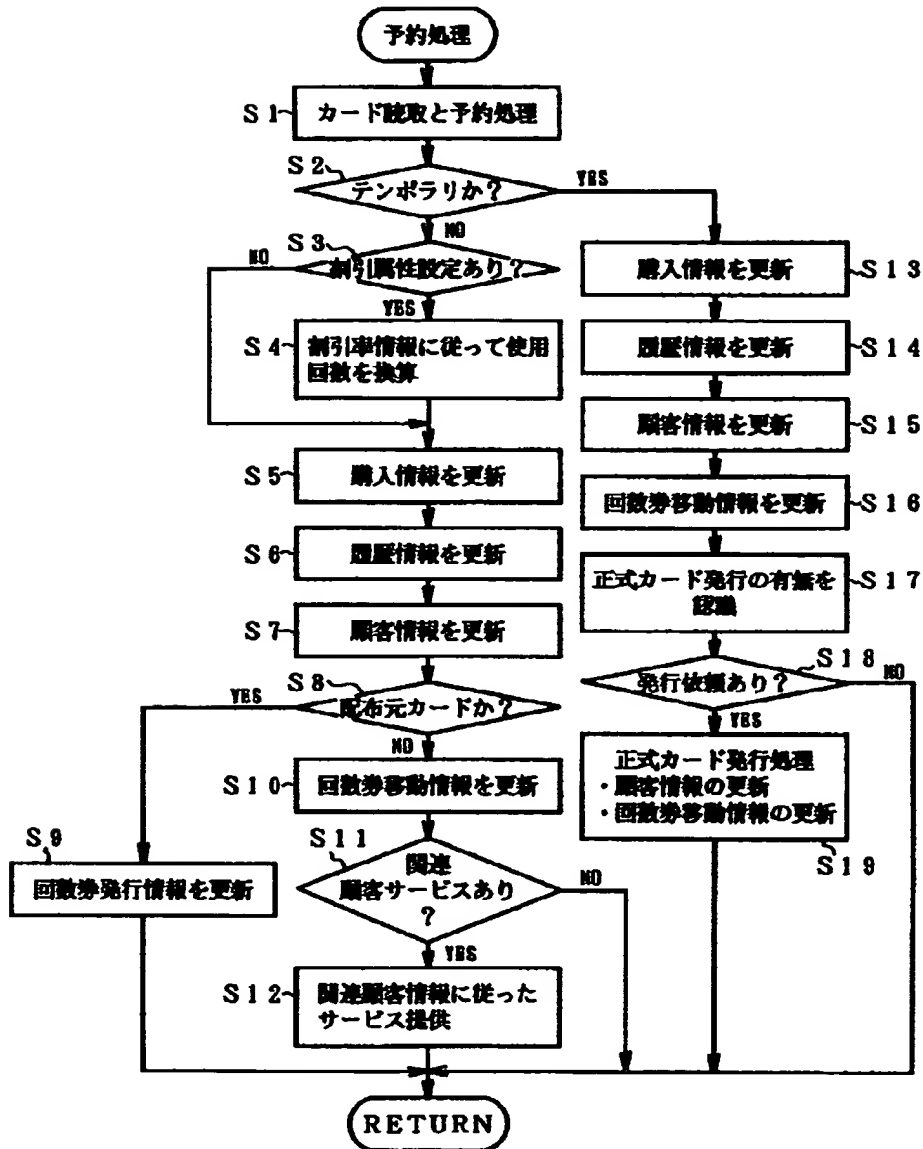 予約処理
S1
カード読取と予約処理
S2
テンポラリか?
YES
NO
S3
割引属性設定あり?
NO
YES
S4
割引率情報に従って使用
回数を換算
S5
購入情報を更新
S6
履歴情報を更新
S7
顧客情報を更新
S8
配布元カードか?
YES
NO
S9
回数券発行情報を更新
S10
回数券移動情報を更新
S11
関連
顧客サービスあり
?
NO
YES
S12
関連顧客情報に従った
サービス提供
S13
購入情報を更新
S14
履歴情報を更新
S15
顧客情報を更新
S16
回数券移動情報を更新
S17
正式カード発行の有無を
認識
S18
発行依頼あり?
NO
YES
正式カード発行処理
・顧客情報の更新
・回数券移動情報の更新
S19
RETURN